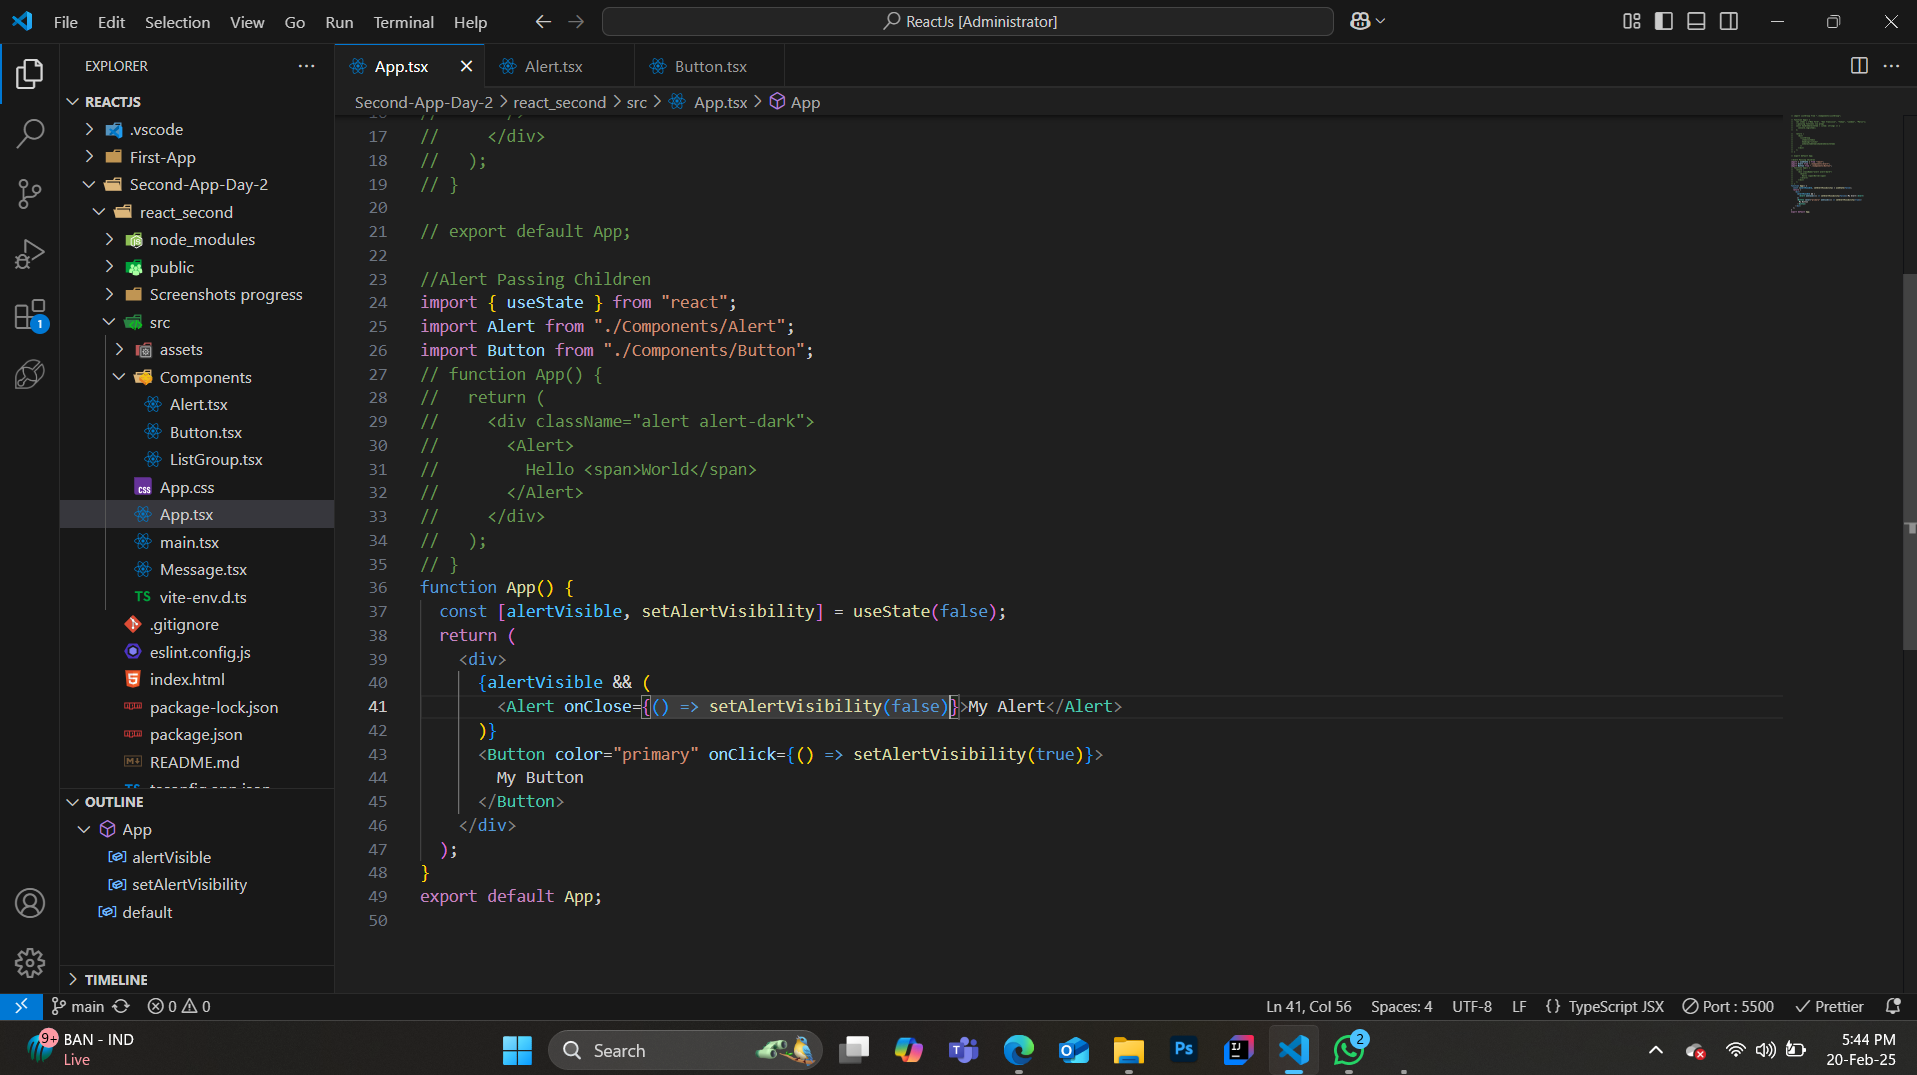 File Edit Selection View Go Run Terminal Help
ReactJs [Administrator]
EXPLORER
REACTJS
.vscode
First-App
Second-App-Day-2
react_second
node_modules
public
Screenshots progress
src
assets
Components
Alert.tsx
Button.tsx
ListGroup.tsx
App.css
App.tsx
main.tsx
Message.tsx
TS vite-env.d.ts
.gitignore
eslint.config.js
index.html
package-lock.json
package.json
README.md
OUTLINE
App
alertVisible
setAlertVisibility
default
TIMELINE
App.tsx Alert.tsx Button.tsx
Second-App-Day-2 > react_second > src > App.tsx > App
17 //     </div>
18 //   );
19 // }
20
21 // export default App;
22
23 //Alert Passing Children
24 import { useState } from "react";
25 import Alert from "./Components/Alert";
26 import Button from "./Components/Button";
27 // function App() {
28 //   return (
29 //     <div className="alert alert-dark">
30 //       <Alert>
31 //         Hello <span>World</span>
32 //       </Alert>
33 //     </div>
34 //   );
35 // }
36 function App() {
37   const [alertVisible, setAlertVisibility] = useState(false);
38   return (
39     <div>
40       {alertVisible && (
41         <Alert onClose={() => setAlertVisibility(false)}>My Alert</Alert>
42       )}
43       <Button color="primary" onClick={() => setAlertVisibility(true)}>
44         My Button
45       </Button>
46     </div>
47   );
48 }
49 export default App;
50
main 0 0
Ln 41, Col 56 Spaces: 4 UTF-8 LF {} TypeScript JSX Port : 5500 Prettier
9+ BAN - IND
Live
Search
2
5:44 PM
20-Feb-25